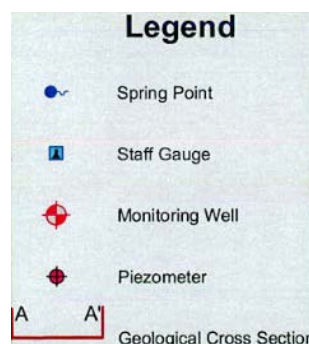 Legend
Spring Point
Staff Gauge
Monitoring Well
Piezometer
A A'
Geological Cross Section